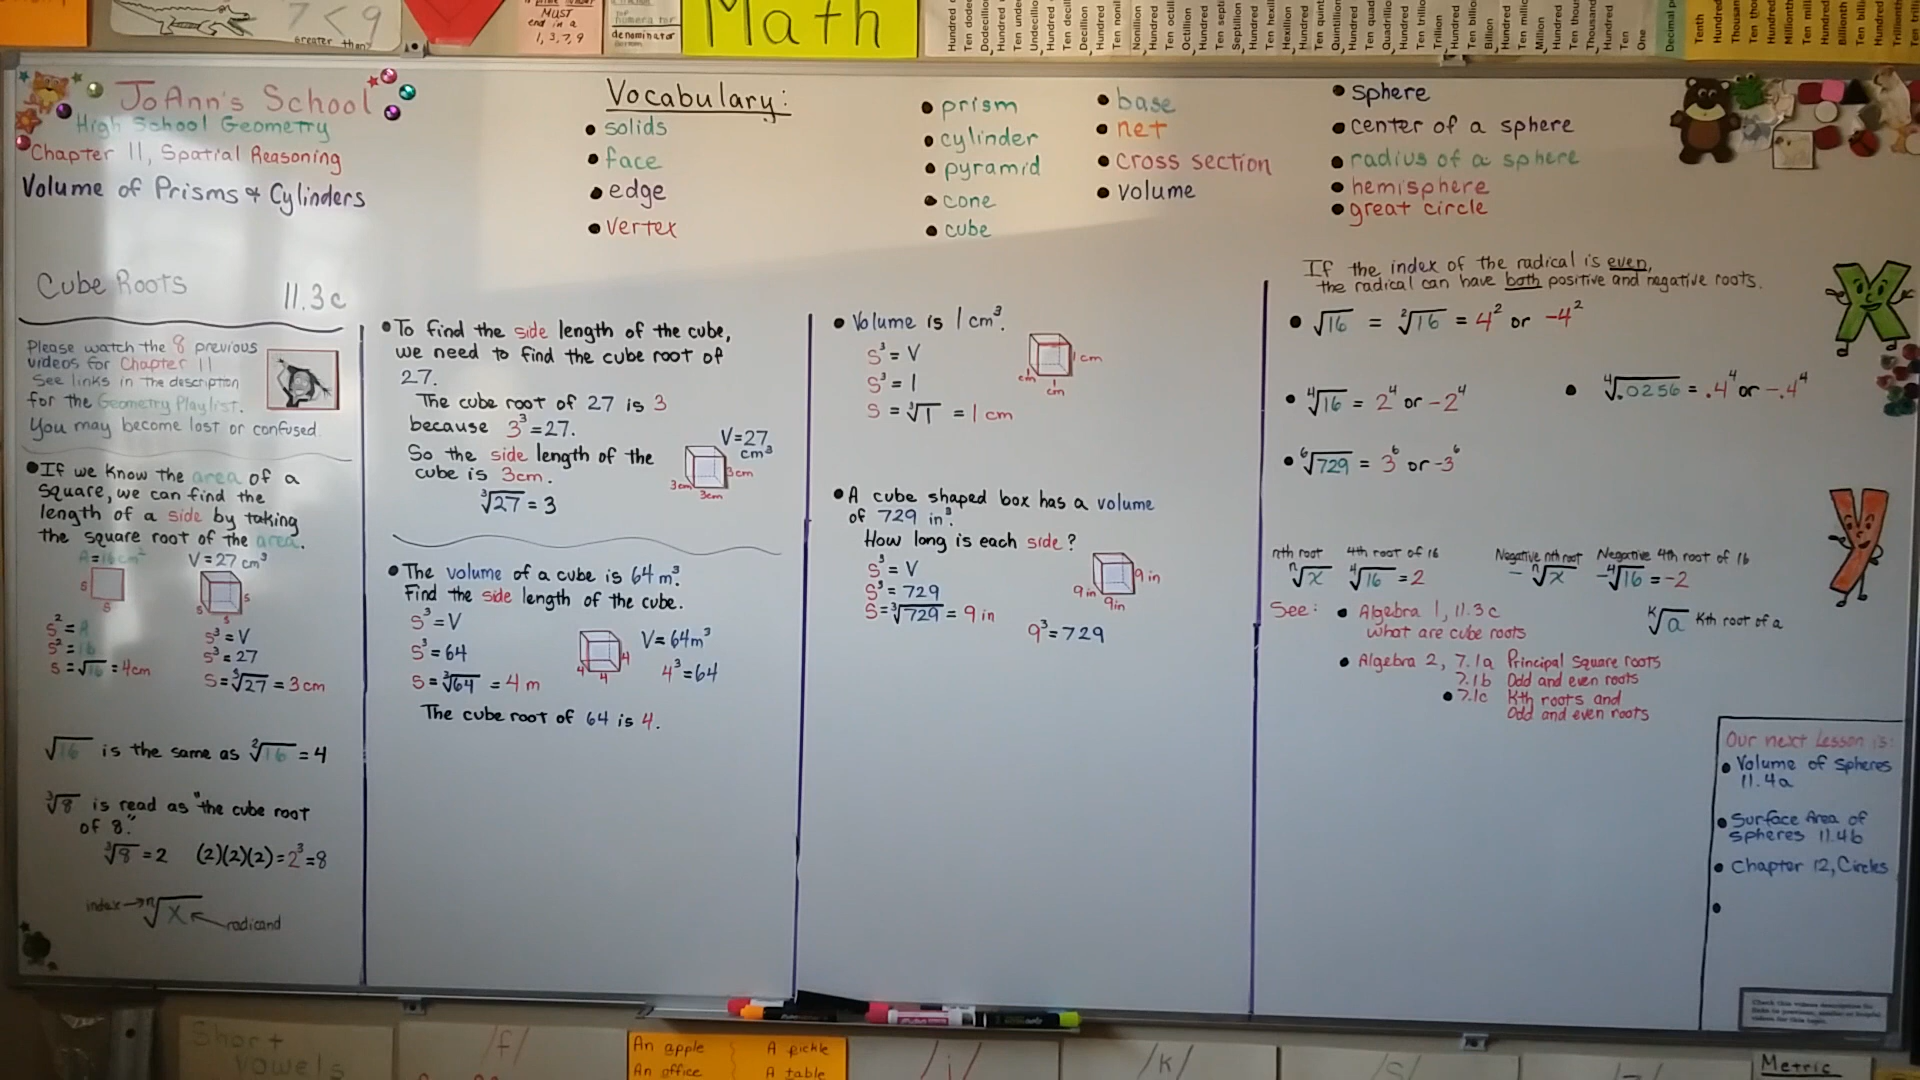 7 < 9
greater than?
MUST
end in a
1, 3, 7, 9
denominator
Math
JoAnn's School
High School Geometry
Chapter 11, Spatial Reasoning
Volume of Prisms & Cylinders
Vocabulary:
• solids
• face
• edge
• vertex
• prism
• cylinder
• pyramid
• cone
• cube
• base
• net
• cross section
• volume
• sphere
• center of a sphere
• radius of a sphere
• hemisphere
• great circle
Cube Roots
11.3c
Please watch the 8 previous
videos for Chapter 11
See links in the description
for the Geometry Playlist.
You may become lost or confused.
• If we know the area of a
square, we can find the
length of a side by taking
the square root of the area.
A=16cm²
V=27cm³
s
s
s
s
s
s² = A
s² = 16
s = √16 = 4cm
s³ = V
s³ = 27
s = ³√27 = 3cm
√16 is the same as ²√16 = 4
³√8 is read as "the cube root
of 8."
³√8 = 2 (2)(2)(2) = 2³ = 8
index → ⁿ√x ← radicand
• To find the side length of the cube,
we need to find the cube root of
27.
The cube root of 27 is 3
because 3³ = 27.
So the side length of the
cube is 3cm.
³√27 = 3
V=27
cm³
3cm
3cm
3cm
• The volume of a cube is 64 m³.
Find the side length of the cube.
s³ = V
s³ = 64
s = ³√64 = 4 m
V = 64m³
4³ = 64
4
4
4
The cube root of 64 is 4.
• Volume is 1 cm³.
s³ = V
s³ = 1
s = ³√1 = 1 cm
1 cm
1
cm
cm
• A cube shaped box has a volume
of 729 in³.
How long is each side?
s³ = V
s³ = 729
s = ³√729 = 9 in
9 in
9 in
9in
9³ = 729
If the index of the radical is even,
the radical can have both positive and negative roots.
• √16 = ²√16 = 4² or -4²
• ⁴√16 = 2⁴ or -2⁴
• ⁴√.0256 = .4⁴ or -.4⁴
• ⁶√729 = 3⁶ or -3⁶
nth root
ⁿ√x
4th root of 16
⁴√16 = 2
Negative nth root
-ⁿ√x
Negative 4th root of 16
-⁴√16 = -2
See: • Algebra 1, 11.3c
what are cube roots
ᵏ√a Kth root of a
• Algebra 2, 7.1a Principal Square roots
7.1b Odd and even roots
• 7.1c Kth roots and
Odd and even roots
Our next lesson is:
• Volume of Spheres
11.4a
• Surface Area of
spheres 11.4b
• Chapter 12, Circles
•
Short
Vowels
/f/
An apple
An office
A pickle
A table
/j/
/k/
/s/
Metric